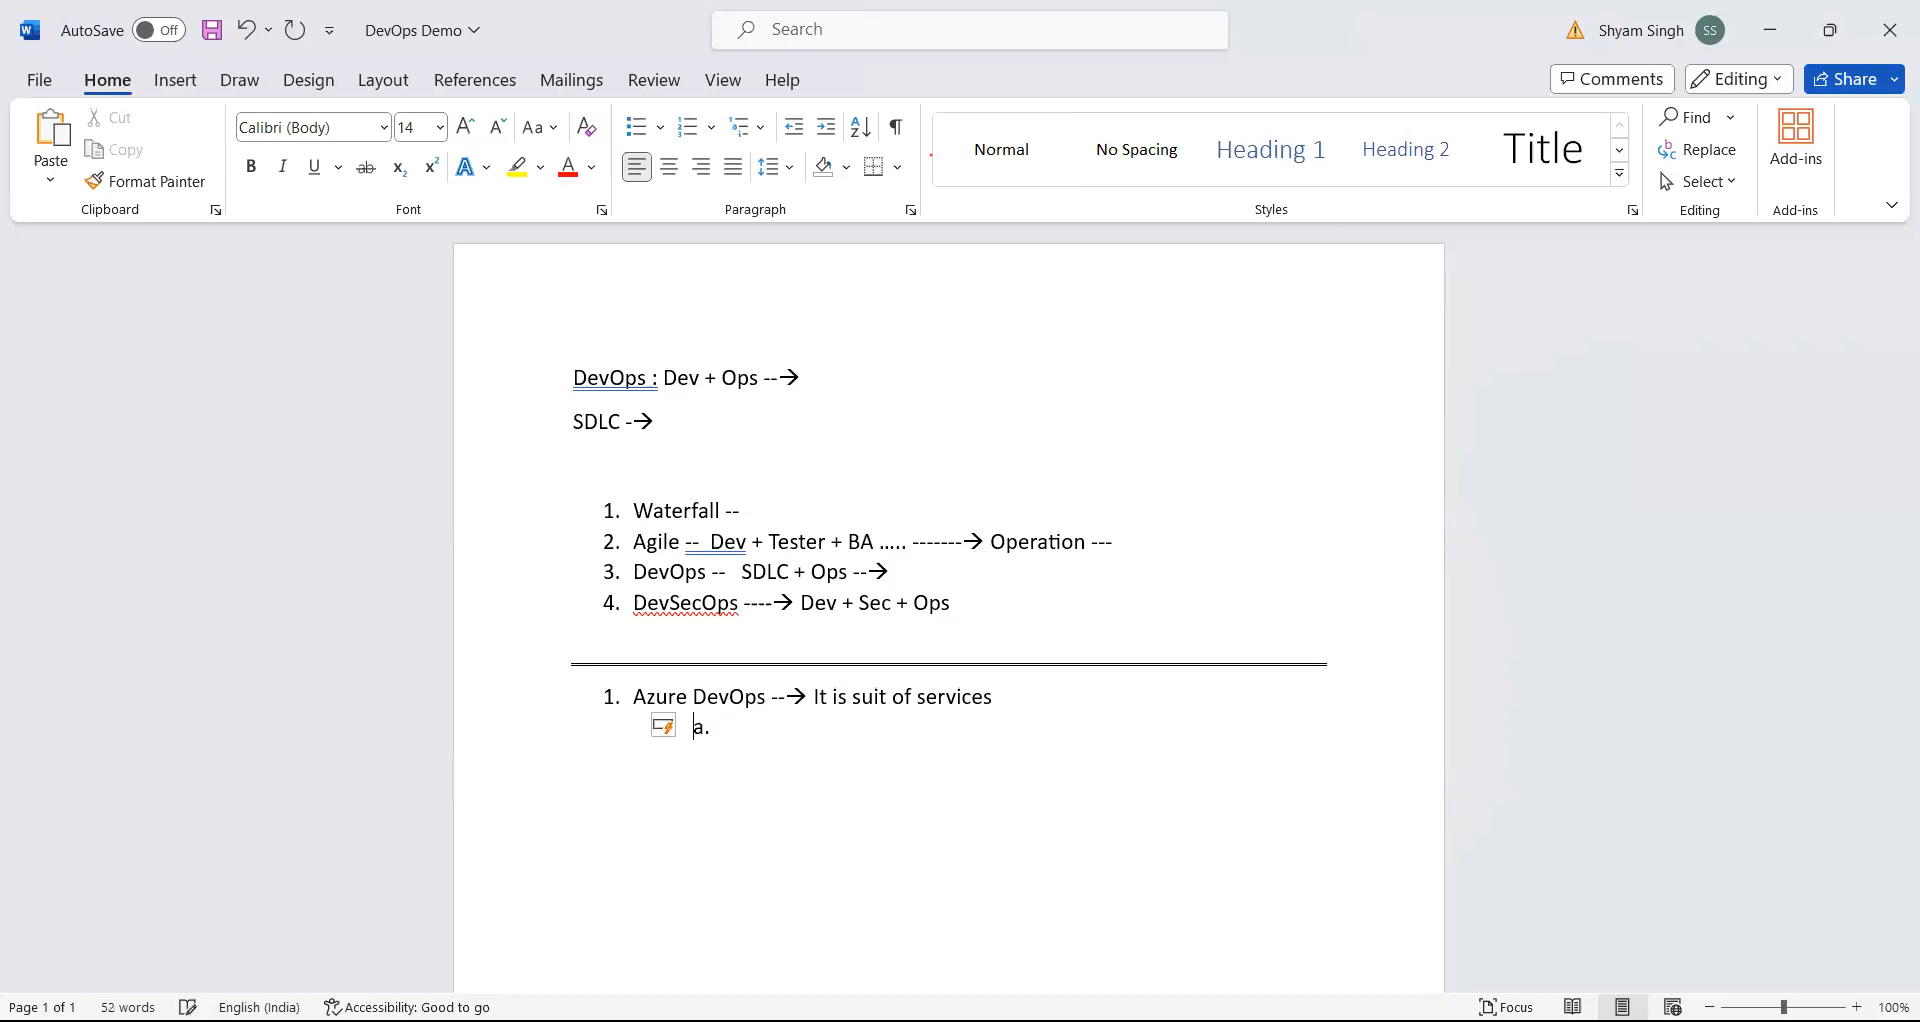 AutoSave Off DevOps Demo Search Shyam Singh SS
File Home Insert Draw Design Layout References Mailings Review View Help Comments Editing Share
Paste Cut Copy Format Painter Clipboard
Calibri (Body) 14 Aa Font
Paragraph
Normal No Spacing Heading 1 Heading 2 Title Styles
Find Replace Select Editing
Add-ins Add-ins
DevOps : Dev + Ops --→
SDLC -→
1. Waterfall --
2. Agile -- Dev + Tester + BA ..... -------→ Operation ---
3. DevOps -- SDLC + Ops --→
4. DevSecOps ----→ Dev + Sec + Ops
1. Azure DevOps --→ It is suit of services
a.
Page 1 of 1 52 words English (India) Accessibility: Good to go Focus 100%